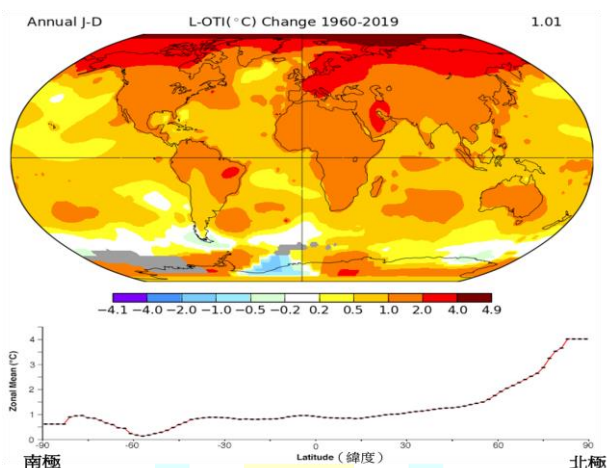 Annual J-D L-OTI(°C) Change 1960-2019 1.01
−4.1 −4.0 −2.0 −1.0 −0.5 −0.2 0.2 0.5 1.0 2.0 4.0 4.9
Zonal Mean (°C)
4
3
2
1
0
-90 -60 -30 0 30 60 90
南極 Latitude (緯度) 北極